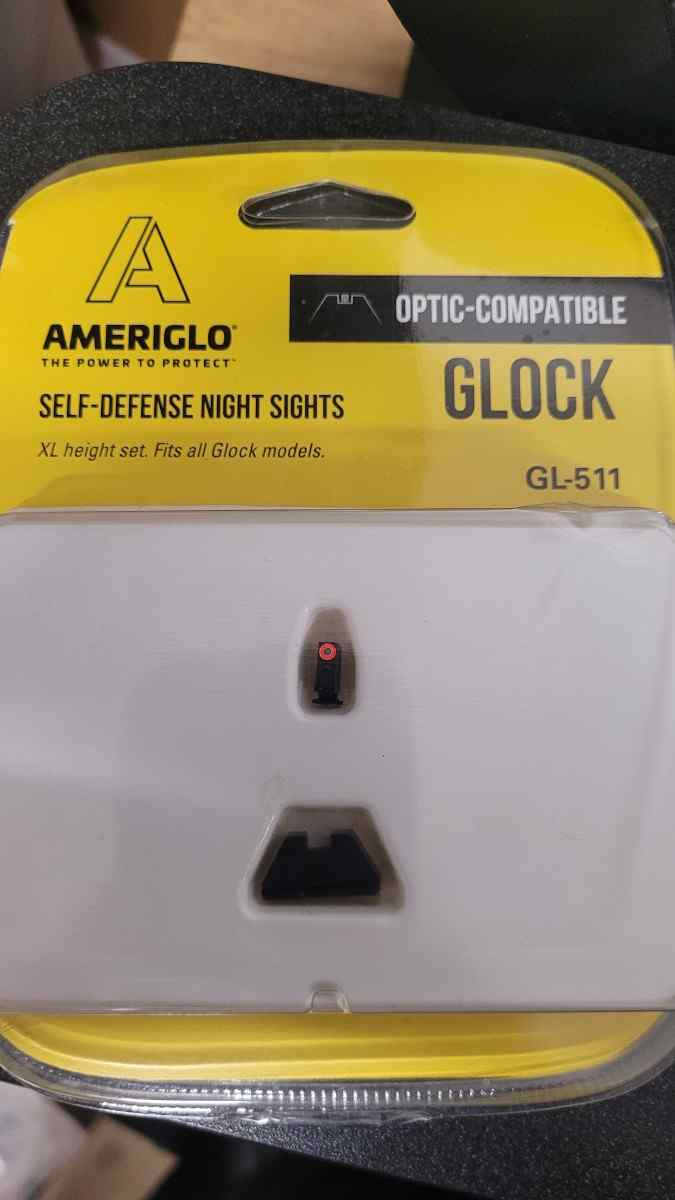 OPTIC-COMPATIBLE
AMERIGLO®
THE POWER TO PROTECT™
GLOCK
SELF-DEFENSE NIGHT SIGHTS
XL height set. Fits all Glock models.
GL-511